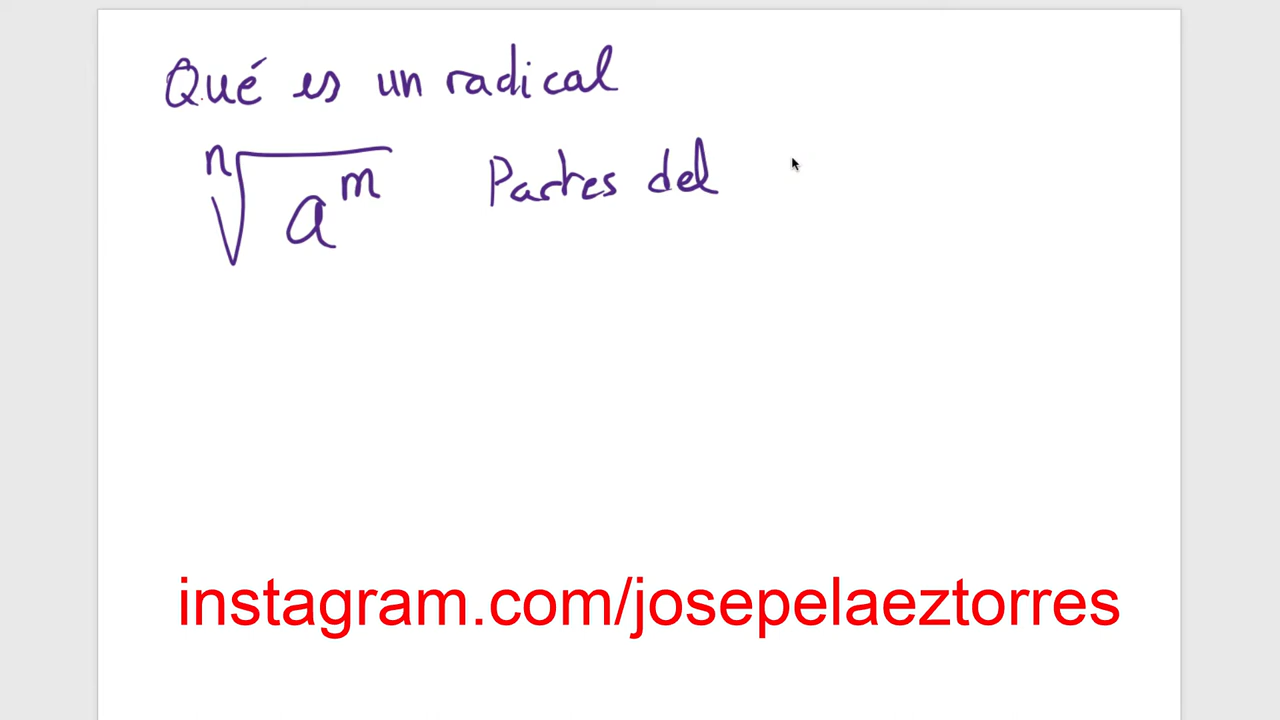 Qué es un radical
ⁿ√aᵐ Partes del
instagram.com/josepelaeztorres